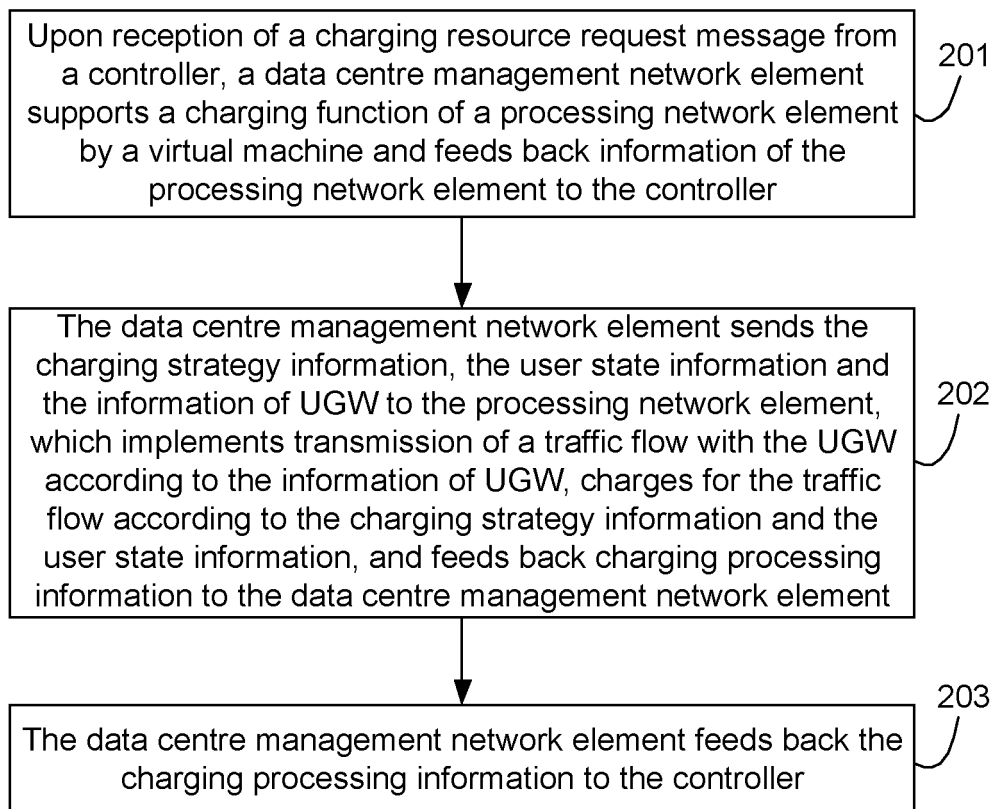 Upon reception of a charging resource request message from
a controller, a data centre management network element
supports a charging function of a processing network element
by a virtual machine and feeds back information of the
processing network element to the controller
201
The data centre management network element sends the
charging strategy information, the user state information and
the information of UGW to the processing network element,
which implements transmission of a traffic flow with the UGW
according to the information of UGW, charges for the traffic
flow according to the charging strategy information and the
user state information, and feeds back charging processing
information to the data centre management network element
202
The data centre management network element feeds back the
charging processing information to the controller
203